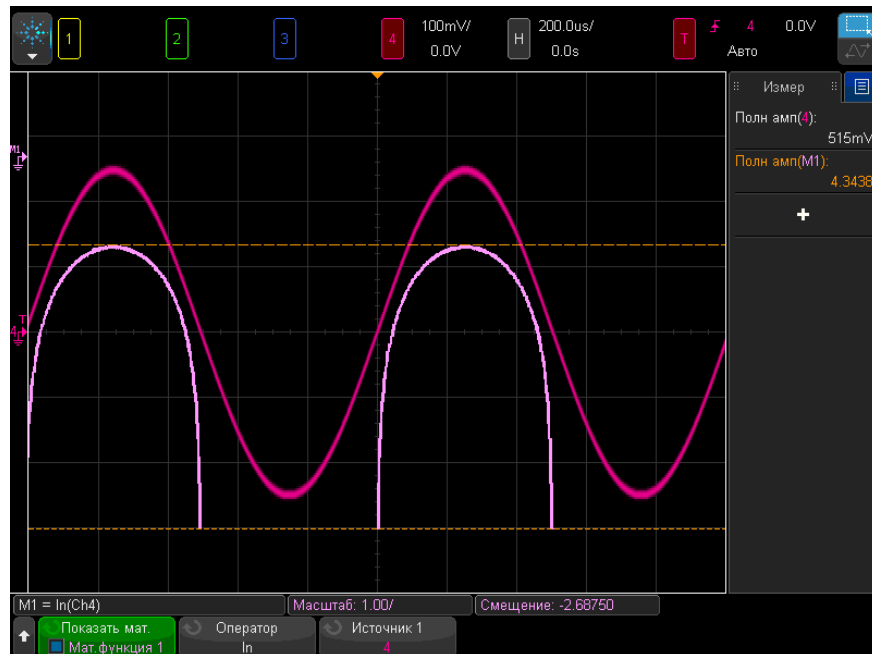 1 2 3 4 100mV/ 0.0V H 200.0us/ 0.0s T 4 0.0V Авто
Измер
Полн амп(4):
515mV
Полн амп(M1):
4.3438
+
M1
T
4
M1 = ln(Ch4) Масштаб: 1.00/ Смещение: -2.68750
Показать мат. Оператор Источник 1
Мат.функция 1 ln 4